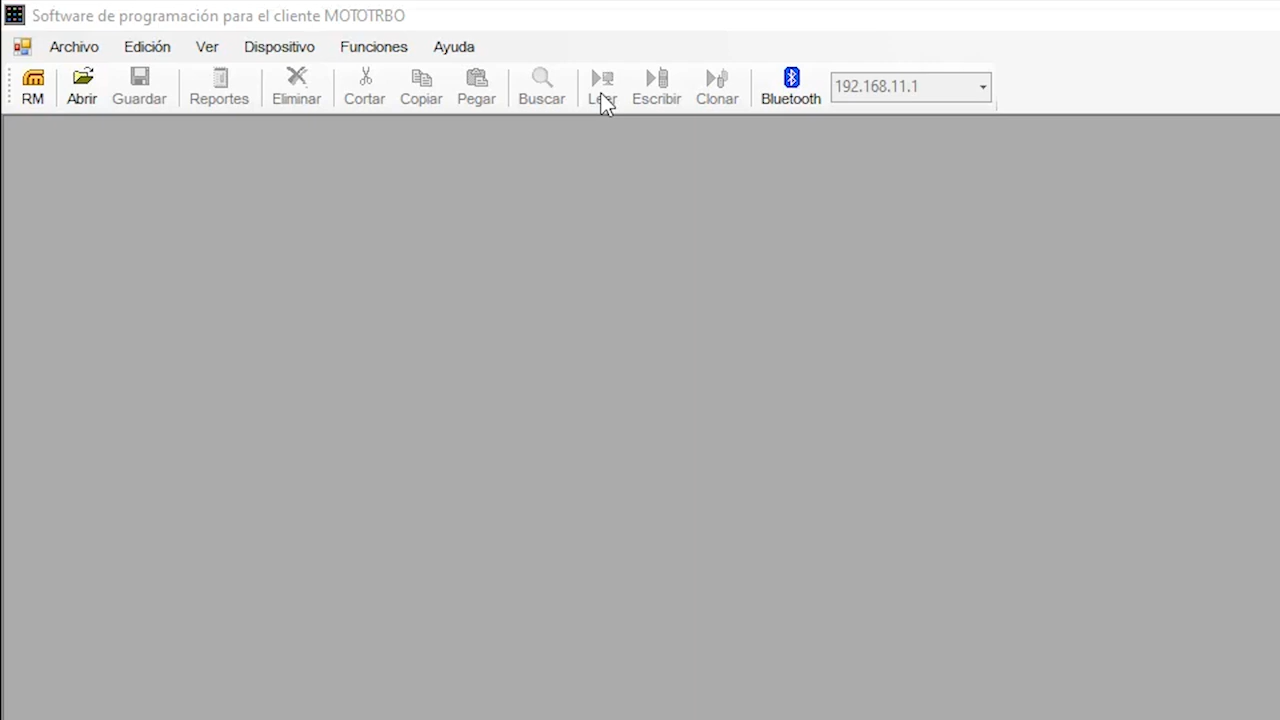 Software de programación para el cliente MOTOTRBO
Archivo Edición Ver Dispositivo Funciones Ayuda
RM Abrir Guardar Reportes Eliminar Cortar Copiar Pegar Buscar Leer Escribir Clonar Bluetooth 192.168.11.1